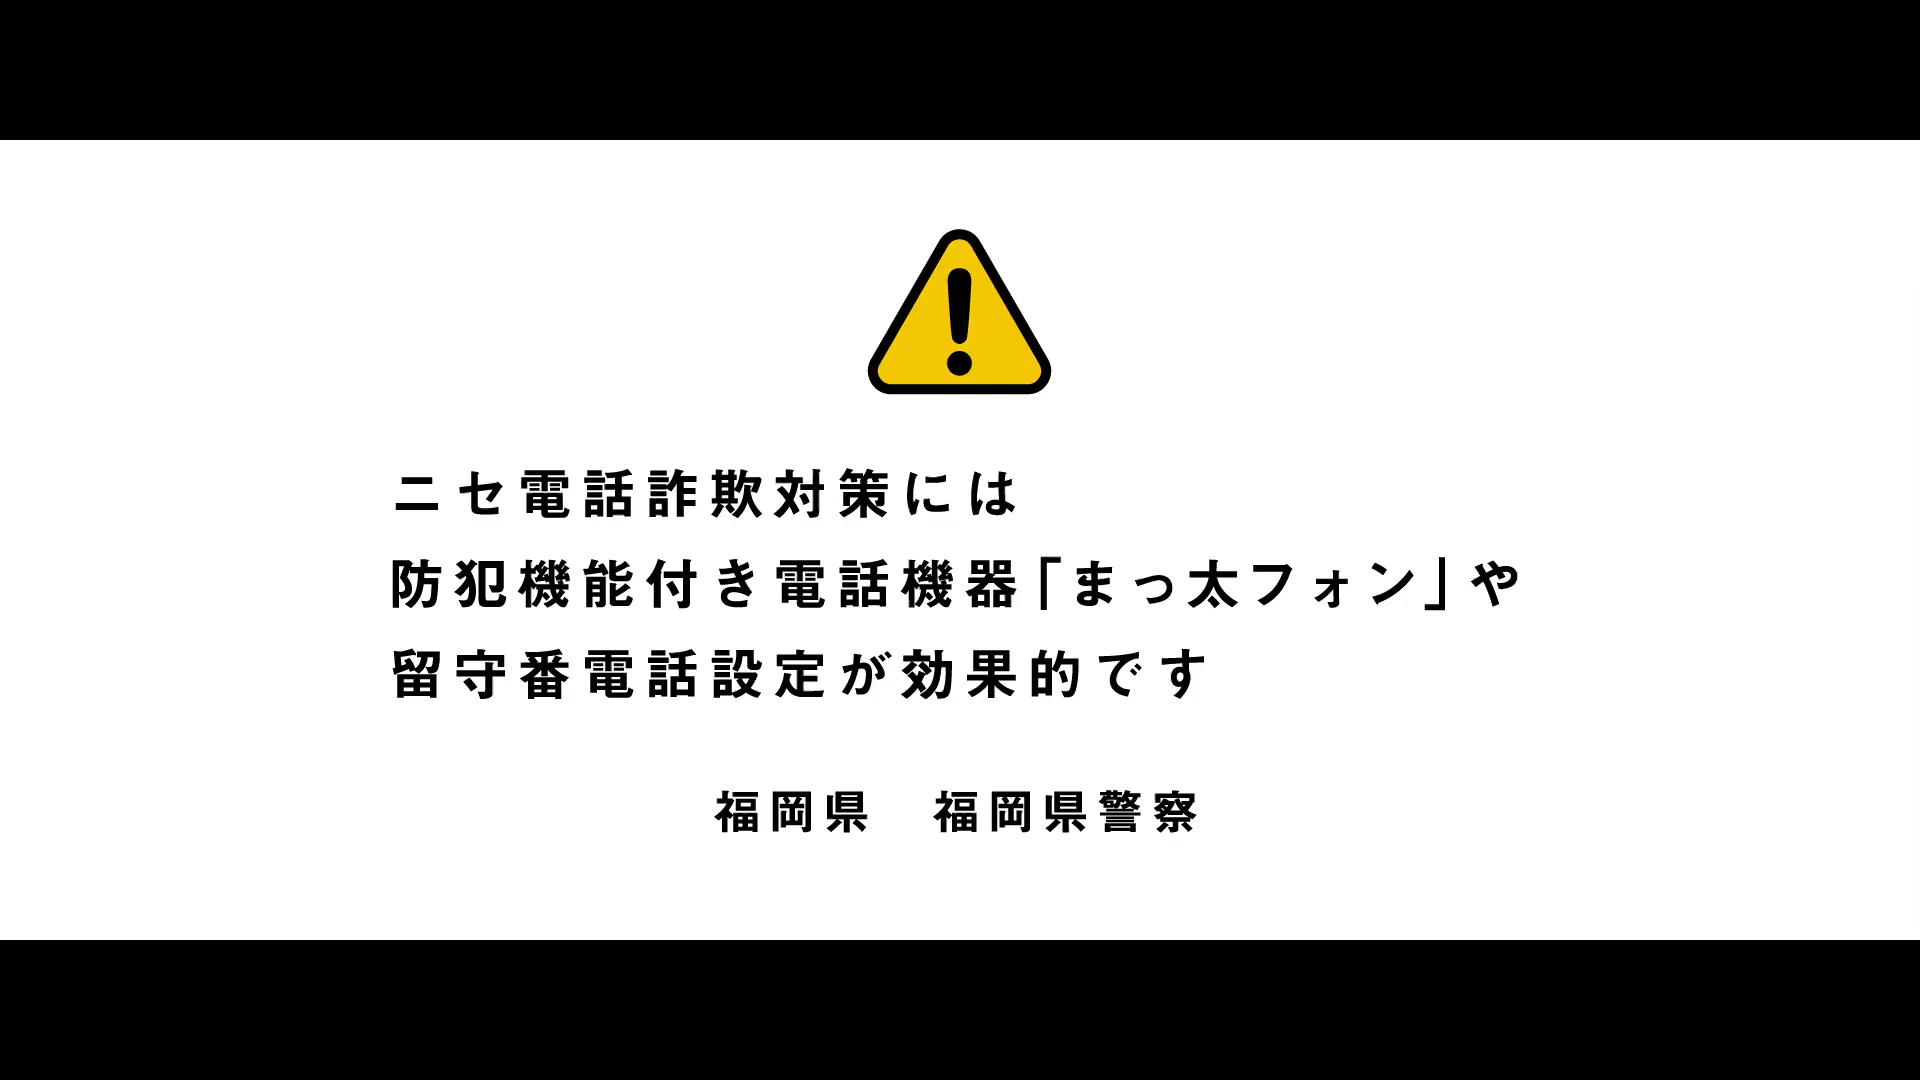 ニセ電話詐欺対策には
防犯機能付き電話機器「まっ太フォン」や
留守番電話設定が効果的です
福岡県　福岡県警察